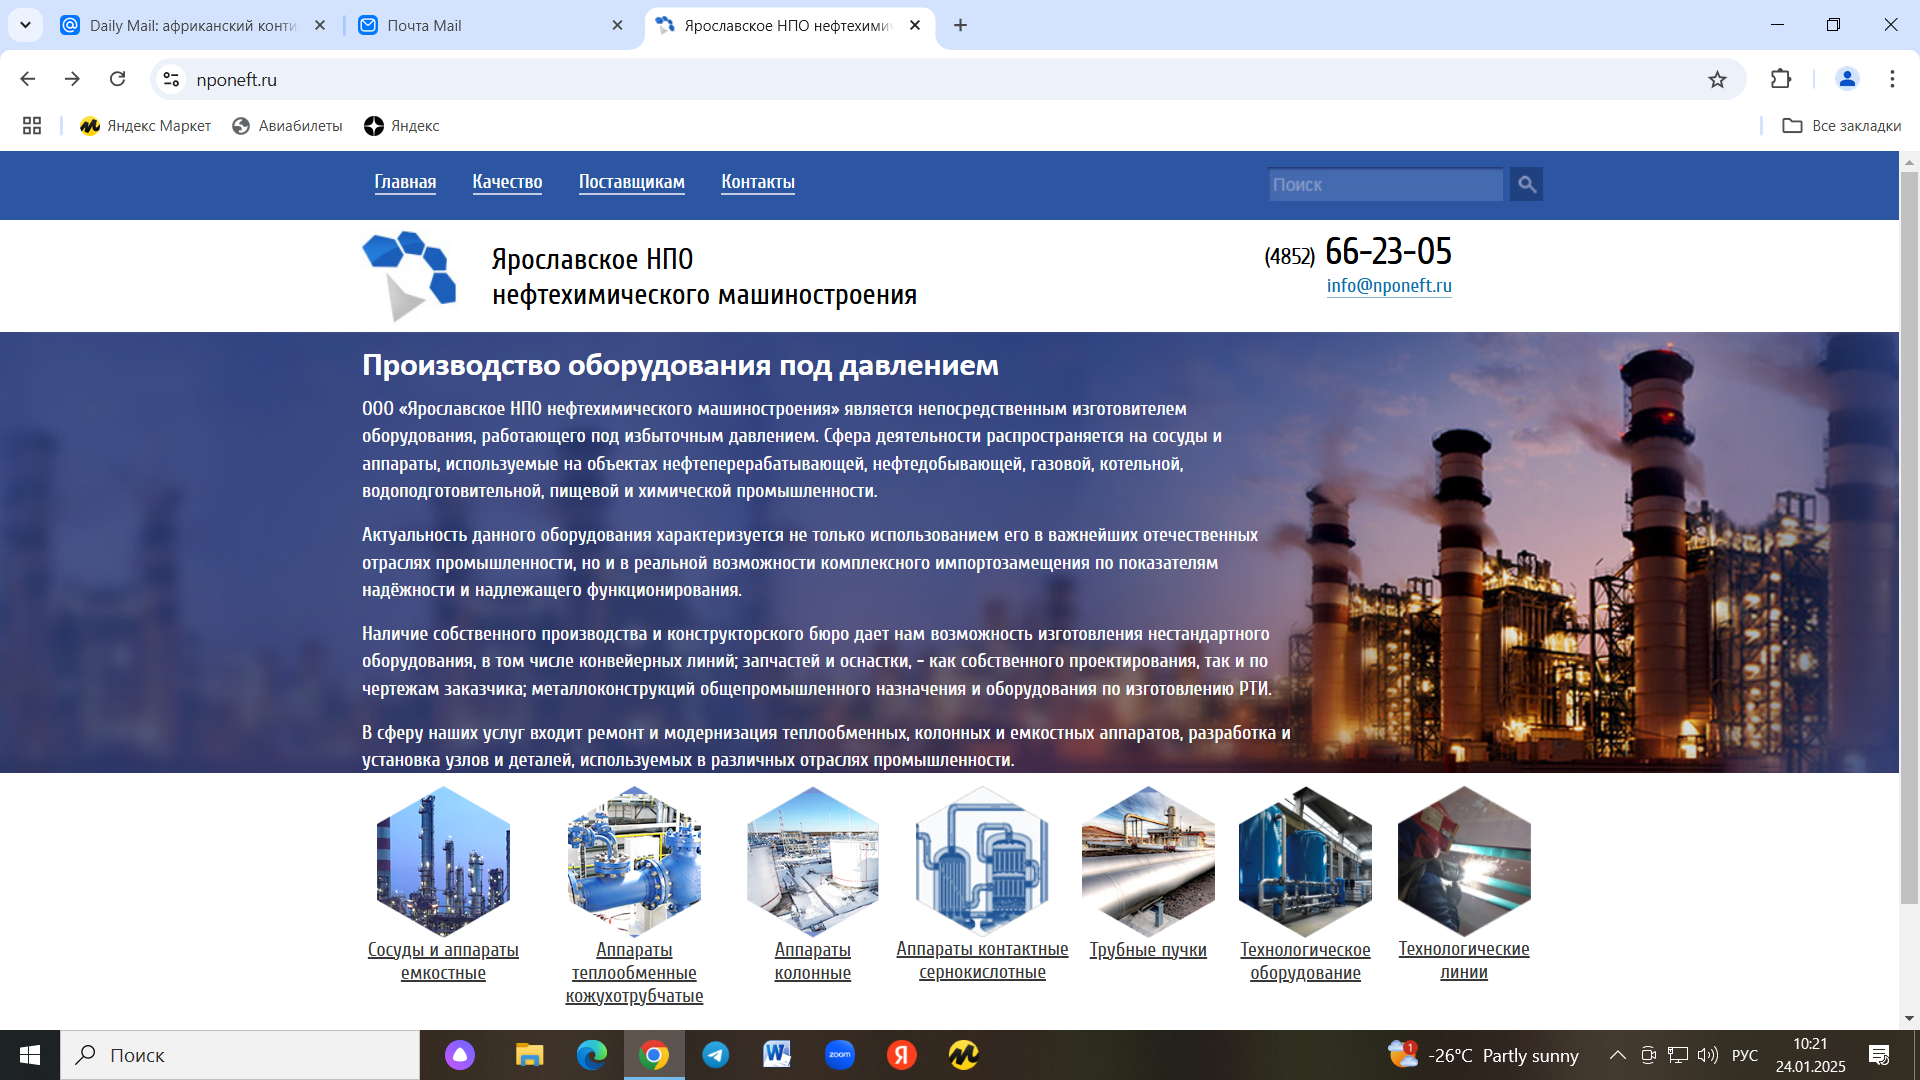 Daily Mail: африканский конти
Почта Mail
Ярославское НПО нефтехими
nponeft.ru
Яндекс Маркет
Авиабилеты
Яндекс
Все закладки
Главная
Качество
Поставщикам
Контакты
Поиск
Ярославское НПО
нефтехимического машиностроения
(4852) 66-23-05
info@nponeft.ru
Производство оборудования под давлением
ООО «Ярославское НПО нефтехимического машиностроения» является непосредственным изготовителем
оборудования, работающего под избыточным давлением. Сфера деятельности распространяется на сосуды и
аппараты, используемые на объектах нефтеперерабатывающей, нефтедобывающей, газовой, котельной,
водоподготовительной, пищевой и химической промышленности.
Актуальность данного оборудования характеризуется не только использованием его в важнейших отечественных
отраслях промышленности, но и в реальной возможности комплексного импортозамещения по показателям
надёжности и надлежащего функционирования.
Наличие собственного производства и конструкторского бюро дает нам возможность изготовления нестандартного
оборудования, в том числе конвейерных линий; запчастей и оснастки, - как собственного проектирования, так и по
чертежам заказчика; металлоконструкций общепромышленного назначения и оборудования по изготовлению РТИ.
В сферу наших услуг входит ремонт и модернизация теплообменных, колонных и емкостных аппаратов, разработка и
установка узлов и деталей, используемых в различных отраслях промышленности.
Сосуды и аппараты
емкостные
Аппараты
теплообменные
кожухотрубчатые
Аппараты
колонные
Аппараты контактные
сернокислотные
Трубные пучки
Технологическое
оборудование
Технологические
линии
Поиск
zoom
Я
1
-26°C Partly sunny
РУС
10:21
24.01.2025